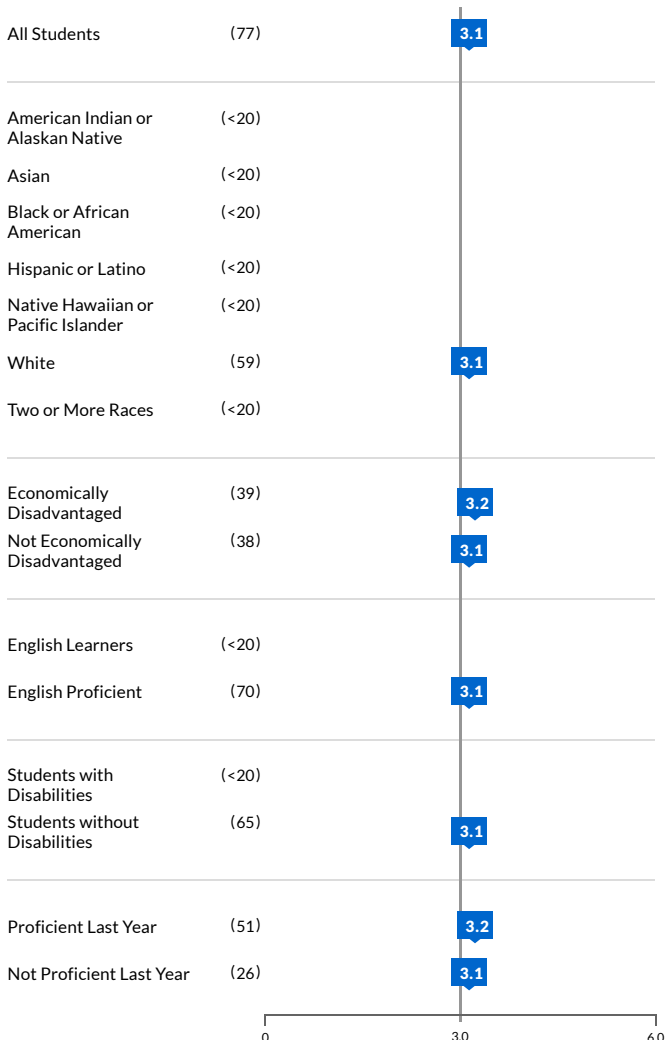 All Students (77) 3.1
American Indian or (<20)
Alaskan Native
Asian (<20)
Black or African (<20)
American
Hispanic or Latino (<20)
Native Hawaiian or (<20)
Pacific Islander
White (59) 3.1
Two or More Races (<20)
Economically (39) 3.2
Disadvantaged
Not Economically (38) 3.1
Disadvantaged
English Learners (<20)
English Proficient (70) 3.1
Students with (<20)
Disabilities
Students without (65) 3.1
Disabilities
Proficient Last Year (51) 3.2
Not Proficient Last Year (26) 3.1
0 3.0 6.0